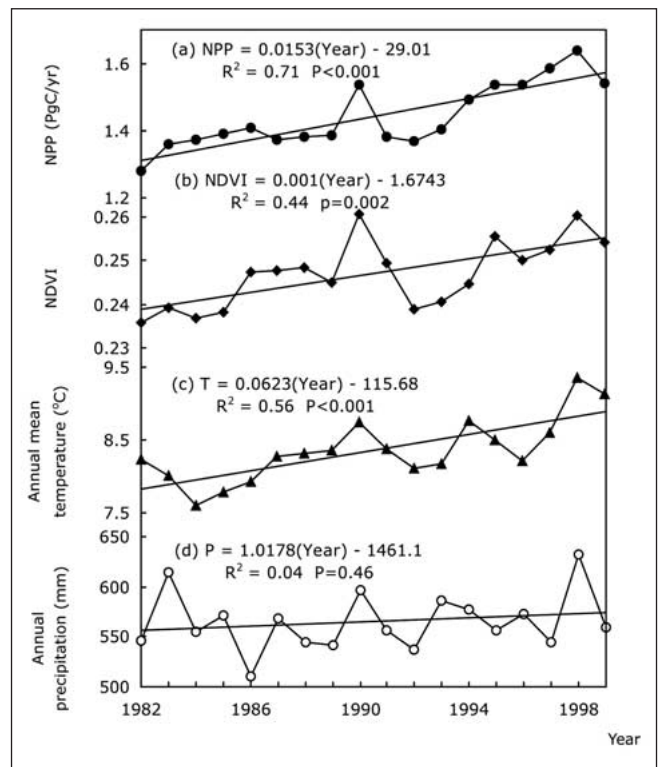 (a) NPP = 0.0153(Year) - 29.01
R² = 0.71 P<0.001
NPP (PgC/yr)
1.6
1.4
1.2
(b) NDVI = 0.001(Year) - 1.6743
R² = 0.44 p=0.002
NDVI
0.26
0.25
0.24
0.23
(c) T = 0.0623(Year) - 115.68
R² = 0.56 P<0.001
Annual mean
temperature (°C)
9.5
8.5
7.5
(d) P = 1.0178(Year) - 1461.1
R² = 0.04 P=0.46
Annual
precipitation (mm)
650
600
550
500
1982 1986 1990 1994 1998
Year